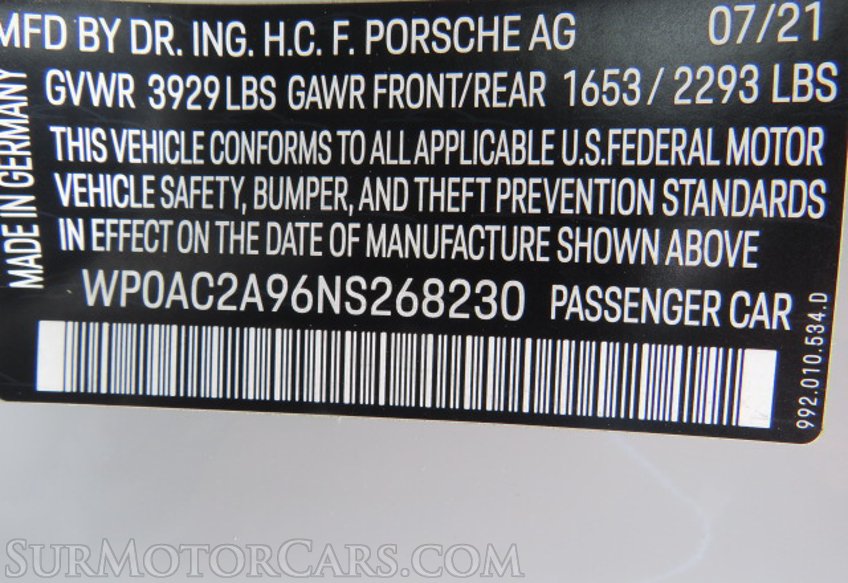 MFD BY DR. ING. H.C. F. PORSCHE AG 07/21
GVWR 3929 LBS GAWR FRONT/REAR 1653 / 2293 LBS
THIS VEHICLE CONFORMS TO ALL APPLICABLE U.S. FEDERAL MOTOR
VEHICLE SAFETY, BUMPER, AND THEFT PREVENTION STANDARDS
IN EFFECT ON THE DATE OF MANUFACTURE SHOWN ABOVE
WP0AC2A96NS268230 PASSENGER CAR
MADE IN GERMANY
992.010.534.D
SurMotorCars.com